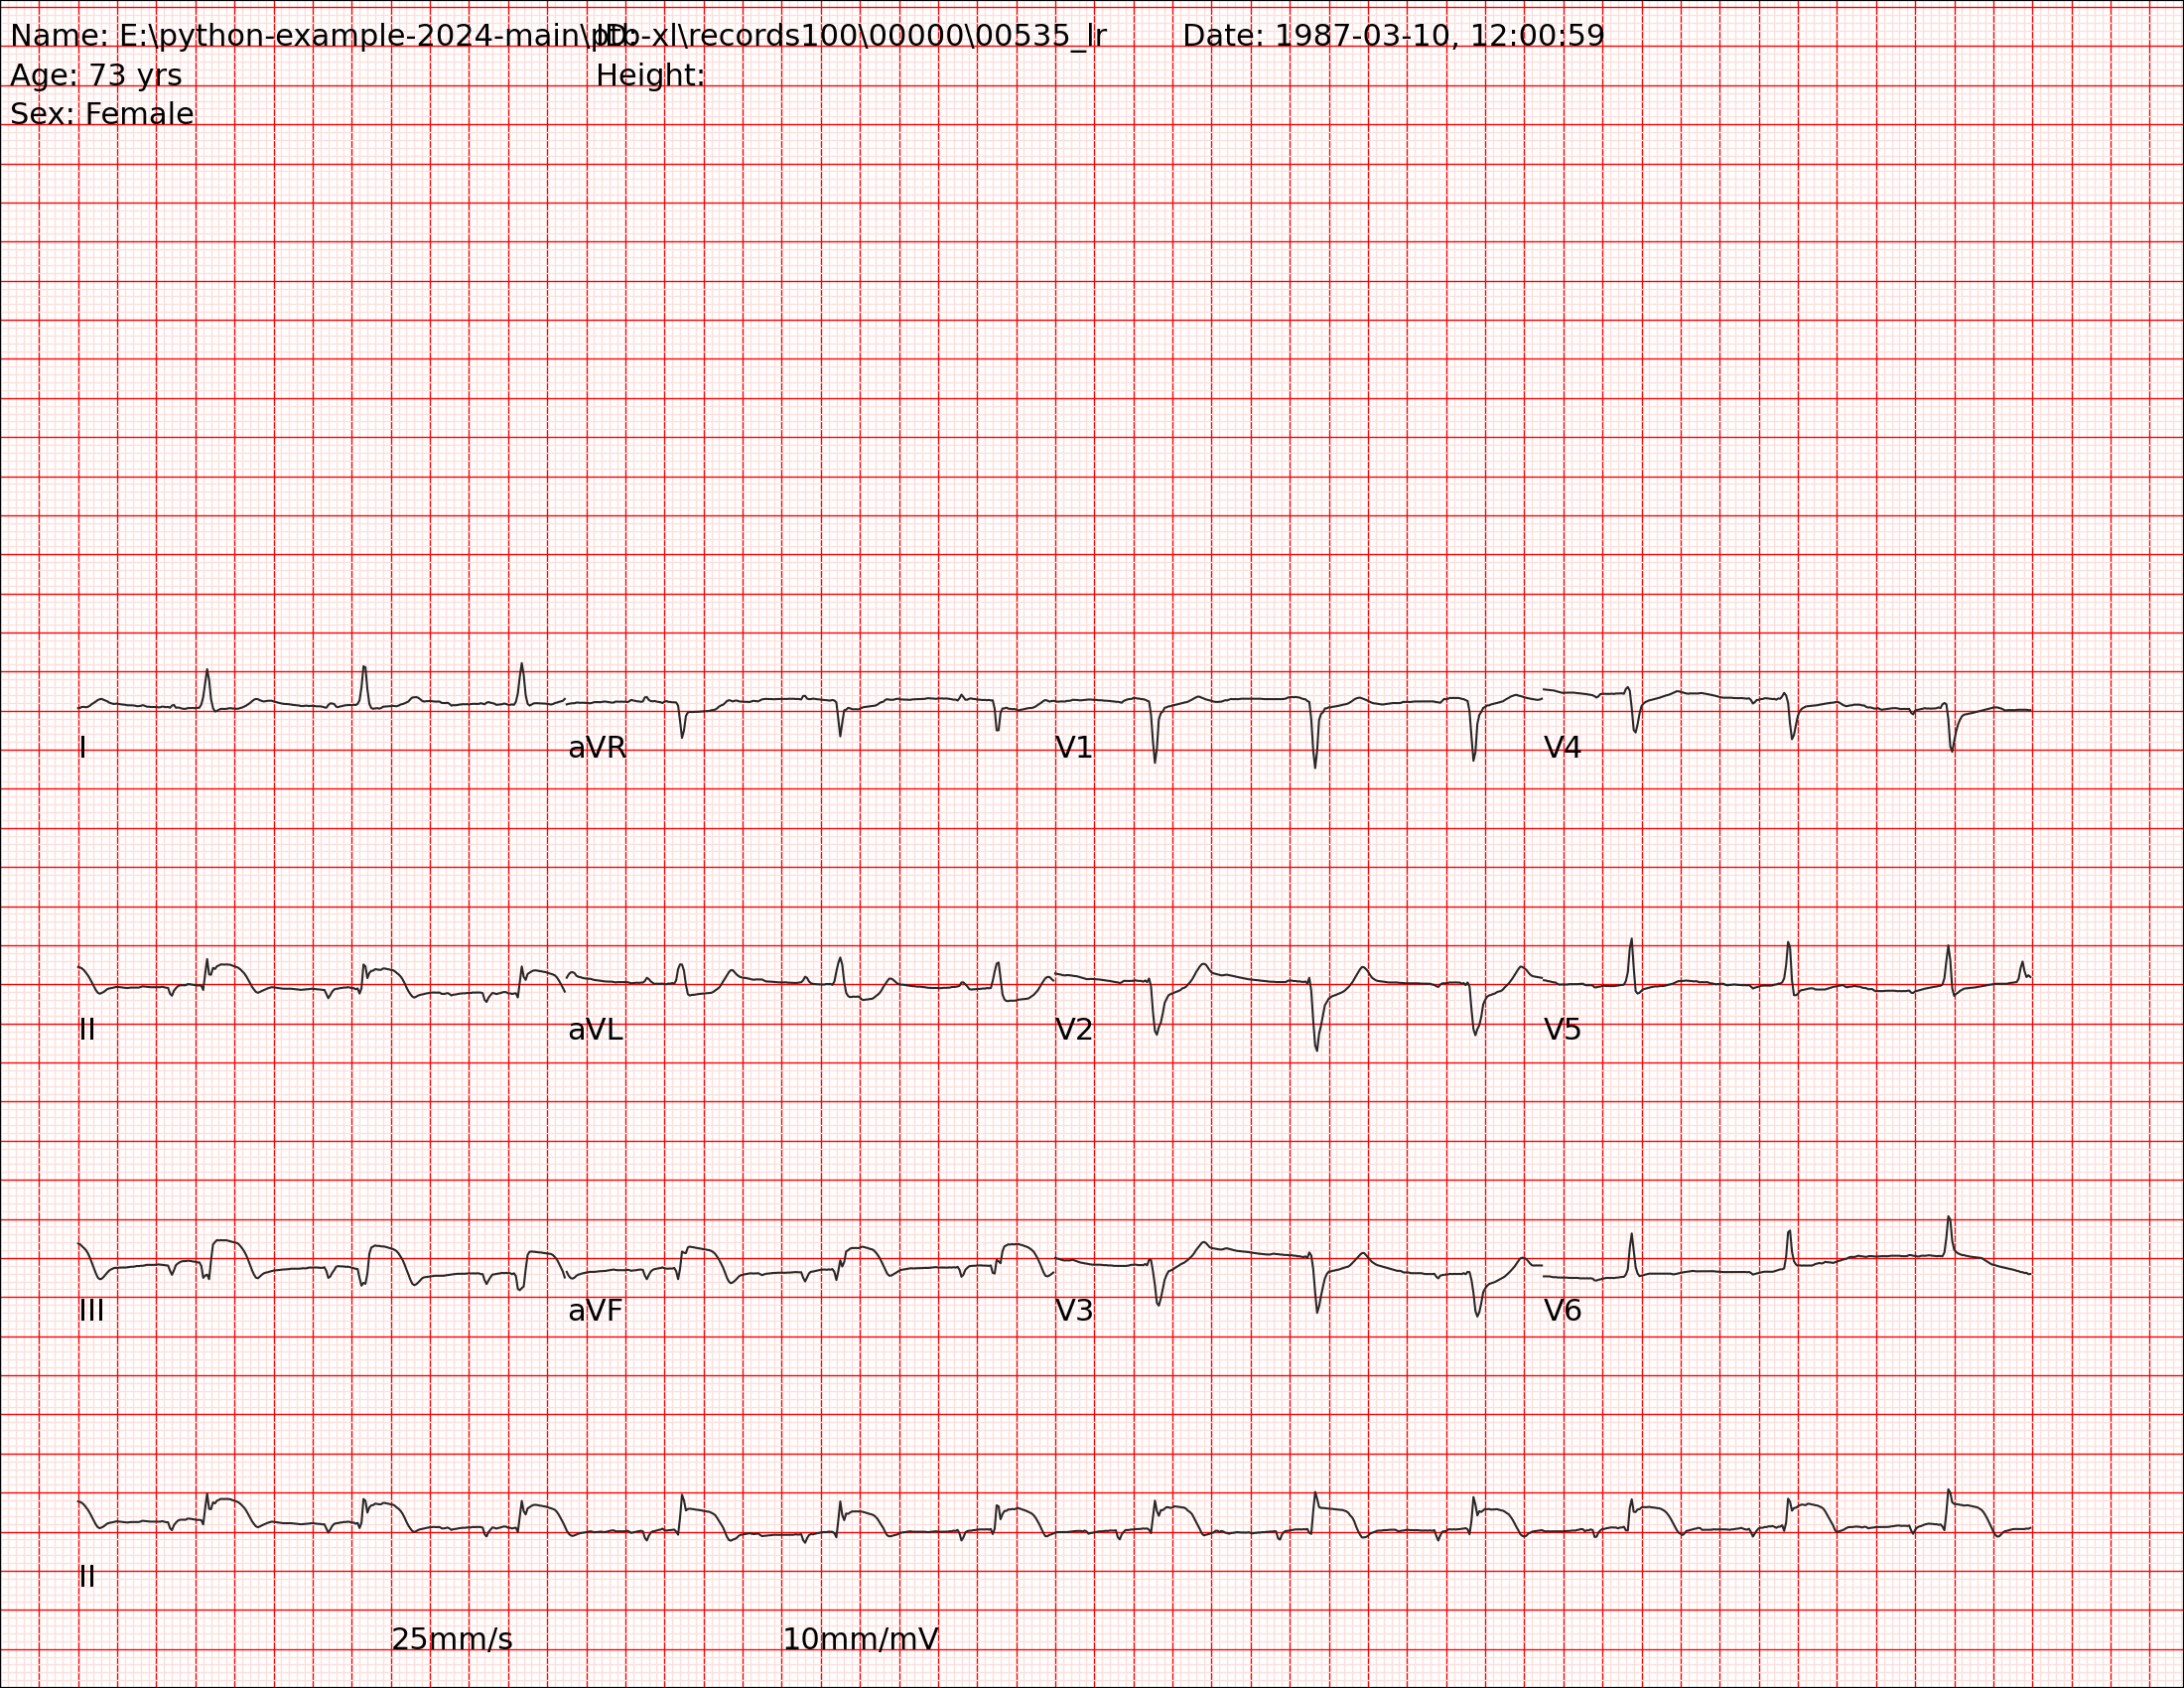 Name: E:\python-example-2024-main\ptb-xl\records100\00000\00535_lr ID: Date: 1987-03-10, 12:00:59
Age: 73 yrs Height:
Sex: Female
I aVR V1 V4
II aVL V2 V5
III aVF V3 V6
II
25mm/s 10mm/mV